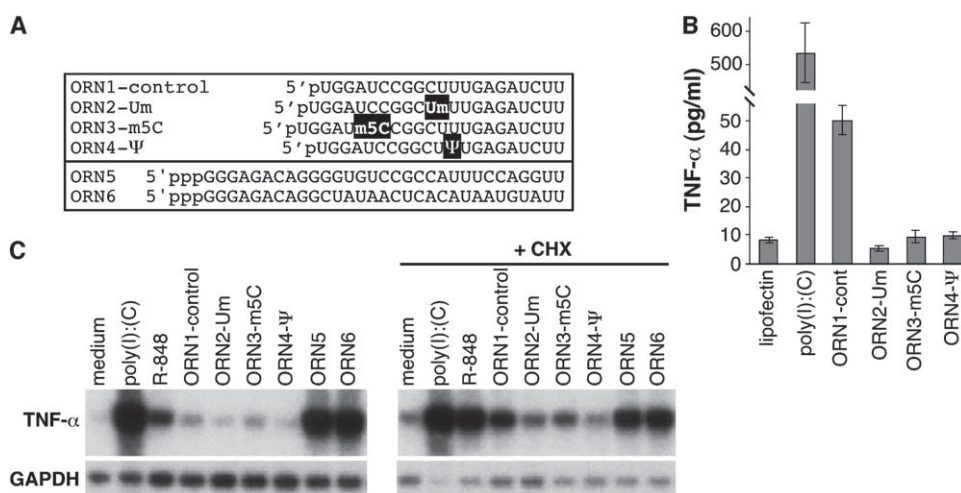 A
ORN1-control 5'pUGGAUCCGGCUUUGAGAUCUU
ORN2-Um 5'pUGGAUCCGGCUmUUGAGAUCUU
ORN3-m5C 5'pUGGAUm5CCGGCUUUGAGAUCUU
ORN4-Ψ 5'pUGGAUCCGGCUΨUGAGAUCUU
ORN5 5'pppGGGAGACAGGGGUGUCCGCCAUUUCCAGGUU
ORN6 5'pppGGGAGACAGGCUAUAACUCACAUAAUGUAUU
B
TNF-α (pg/ml)
600
500
50
40
30
20
10
0
lipofectin
poly(I):(C)
ORN1-cont
ORN2-Um
ORN3-m5C
ORN4-Ψ
C
+ CHX
medium
poly(I):(C)
R-848
ORN1-control
ORN2-Um
ORN3-m5C
ORN4-Ψ
ORN5
ORN6
medium
poly(I):(C)
R-848
ORN1-control
ORN2-Um
ORN3-m5C
ORN4-Ψ
ORN5
ORN6
TNF-α
GAPDH